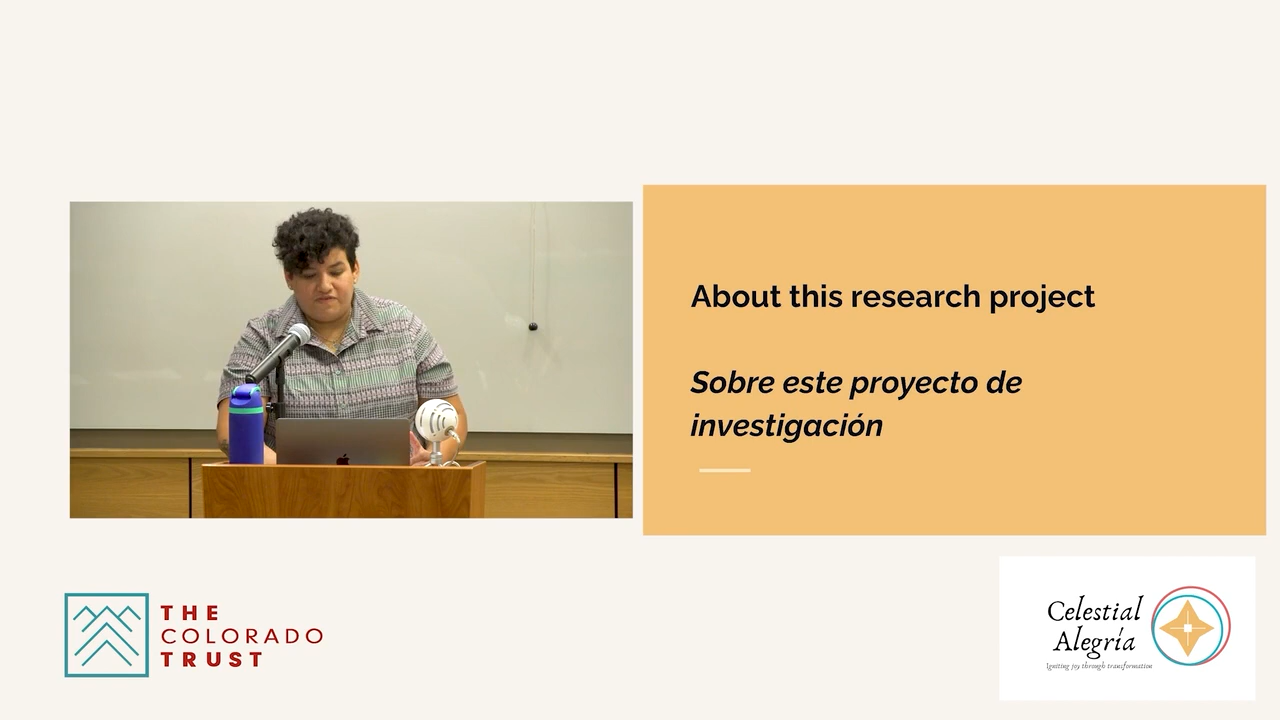 About this research project
Sobre este proyecto de
investigación
THE
COLORADO
TRUST
Celestial
Alegría
Igniting joy through transformation